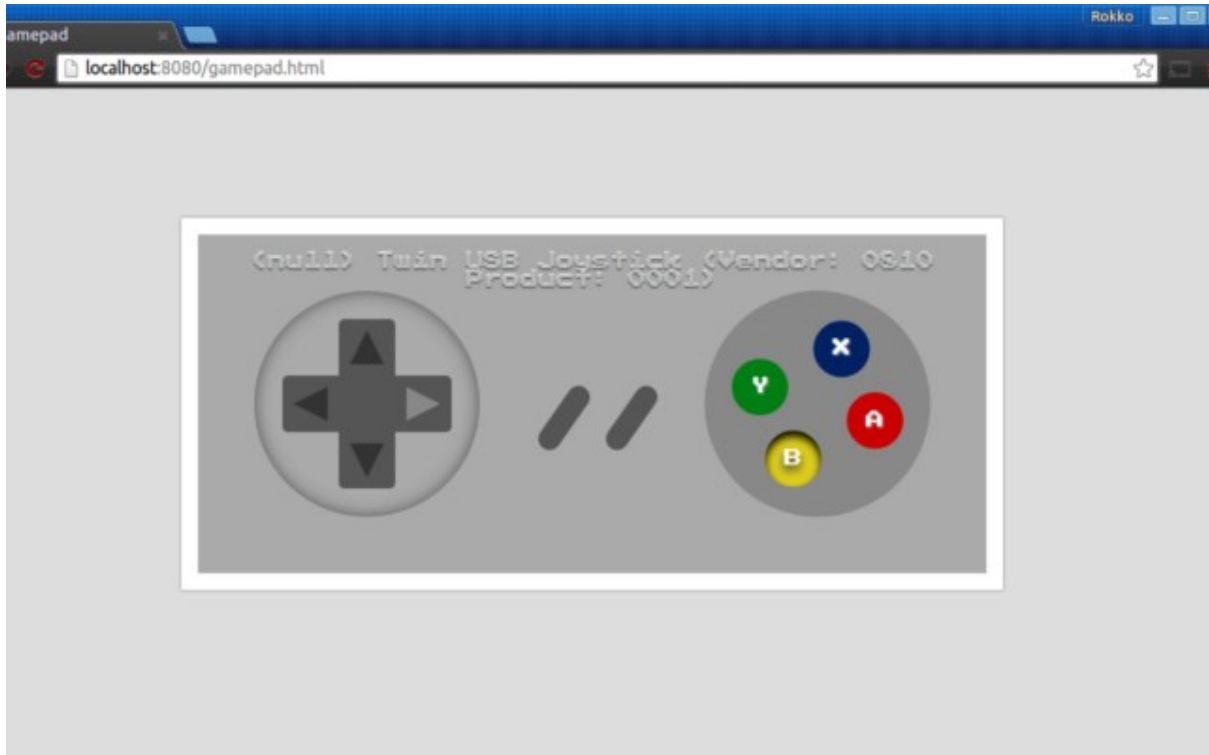 Rokko
amepad
localhost:8080/gamepad.html
(null) Twin USB Joystick (Vendor: 0810
Product: 0001)
X
Y
A
B